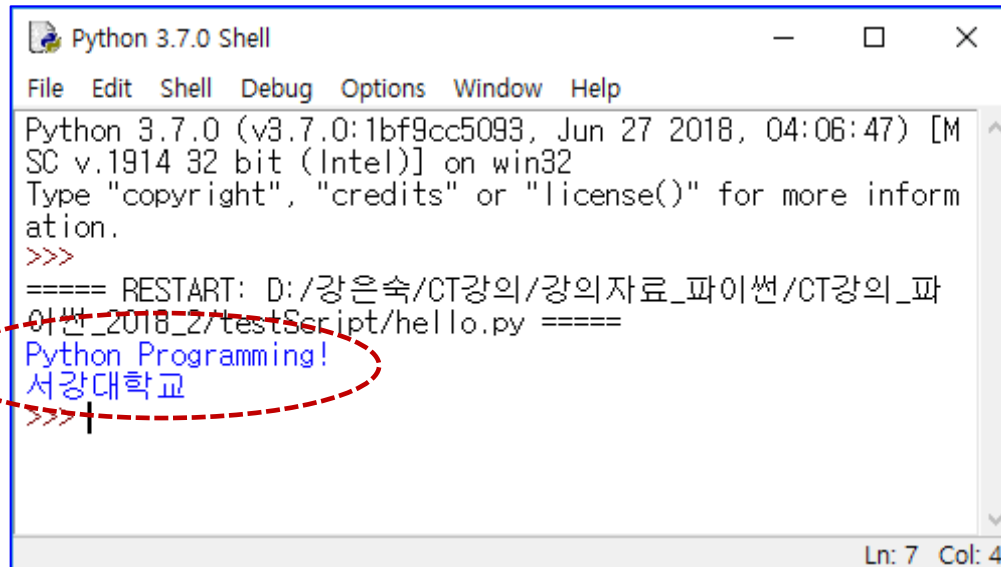 Python 3.7.0 Shell
File Edit Shell Debug Options Window Help
Python 3.7.0 (v3.7.0:1bf9cc5093, Jun 27 2018, 04:06:47) [M
SC v.1914 32 bit (Intel)] on win32
Type "copyright", "credits" or "license()" for more inform
ation.
>>>
===== RESTART: D:/강은숙/CT강의/강의자료_파이썬/CT강의_파
이썬_2018_2/testScript/hello.py =====
Python Programming!
서강대학교
>>>
Ln: 7 Col: 4